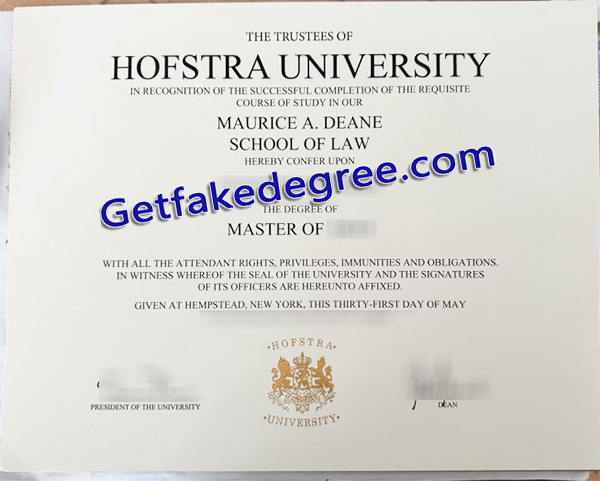 THE TRUSTEES OF
HOFSTRA UNIVERSITY
IN RECOGNITION OF THE SUCCESSFUL COMPLETION OF THE REQUISITE
COURSE OF STUDY IN OUR
MAURICE A. DEANE
SCHOOL OF LAW
HEREBY CONFER UPON
Getfakedegree.com
THE DEGREE OF
MASTER OF
WITH ALL THE ATTENDANT RIGHTS, PRIVILEGES, IMMUNITIES AND OBLIGATIONS.
IN WITNESS WHEREOF THE SEAL OF THE UNIVERSITY AND THE SIGNATURES
OF ITS OFFICERS ARE HEREUNTO AFFIXED.
GIVEN AT HEMPSTEAD, NEW YORK, THIS THIRTY-FIRST DAY OF MAY
·HOFSTRA·
·UNIVERSITY·
PRESIDENT OF THE UNIVERSITY
DEAN